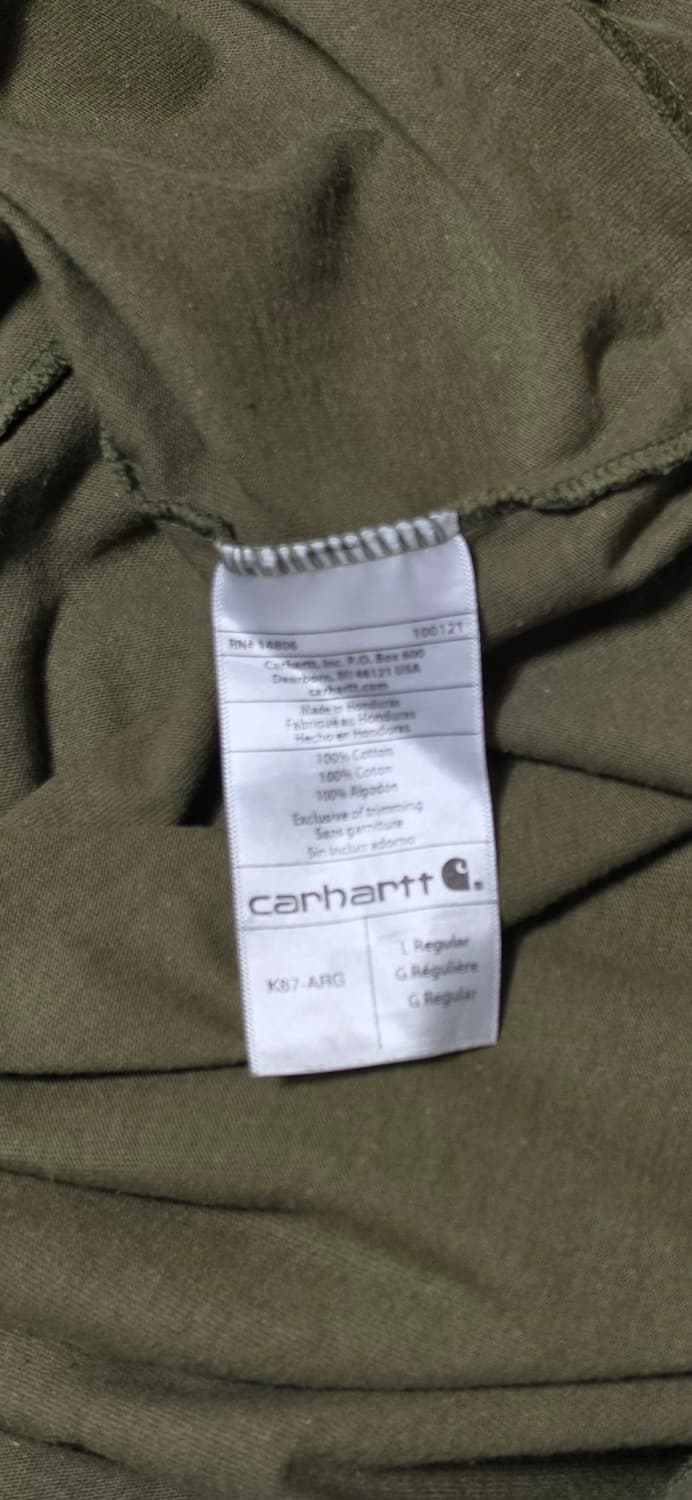 RN# 14806 100121
Carhartt, Inc. P.O. Box 600
Dearborn, MI 48121 USA
carhartt.com
Made in Honduras
Fabriqué au Honduras
Hecho en Honduras
100% Cotton
100% Coton
100% Algodón
Exclusive of trimming
Sans garniture
Sin incluir adorno
carhartt
K87-ARG
L Regular
G Régulière
G Regular